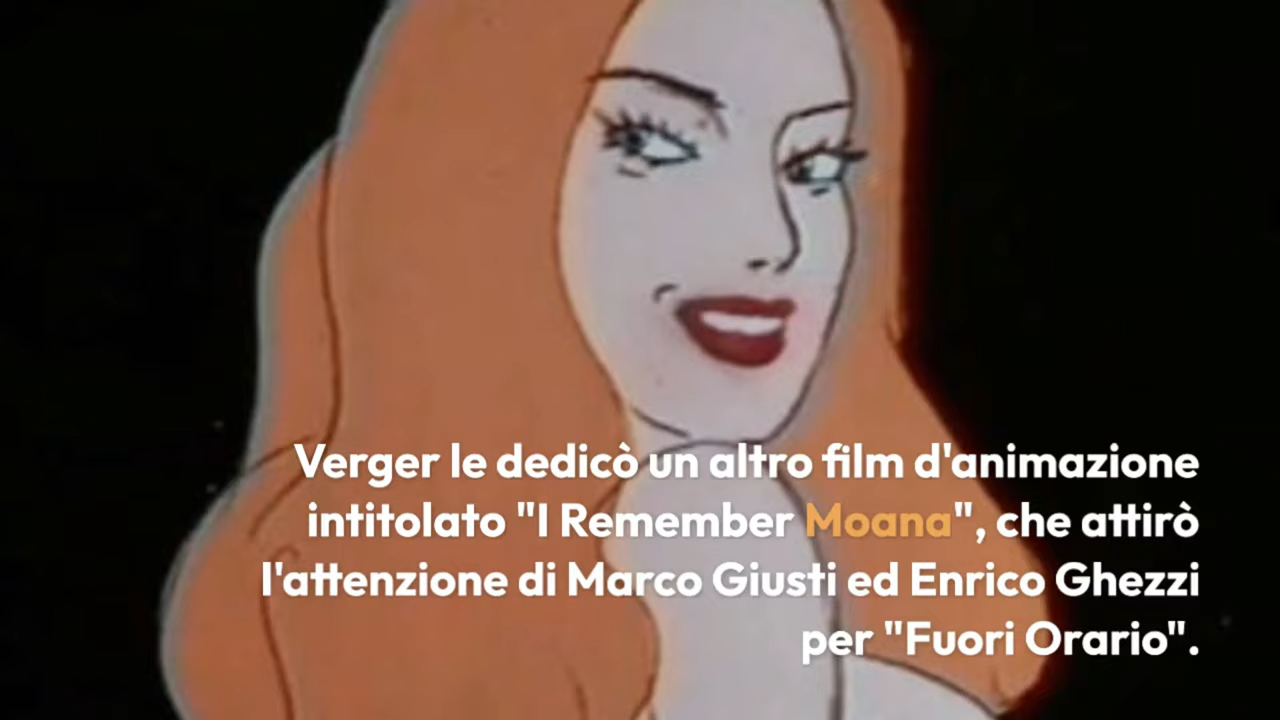 Verger le dedicò un altro film d'animazione
intitolato "I Remember Moana", che attirò
l'attenzione di Marco Giusti ed Enrico Ghezzi
per "Fuori Orario".